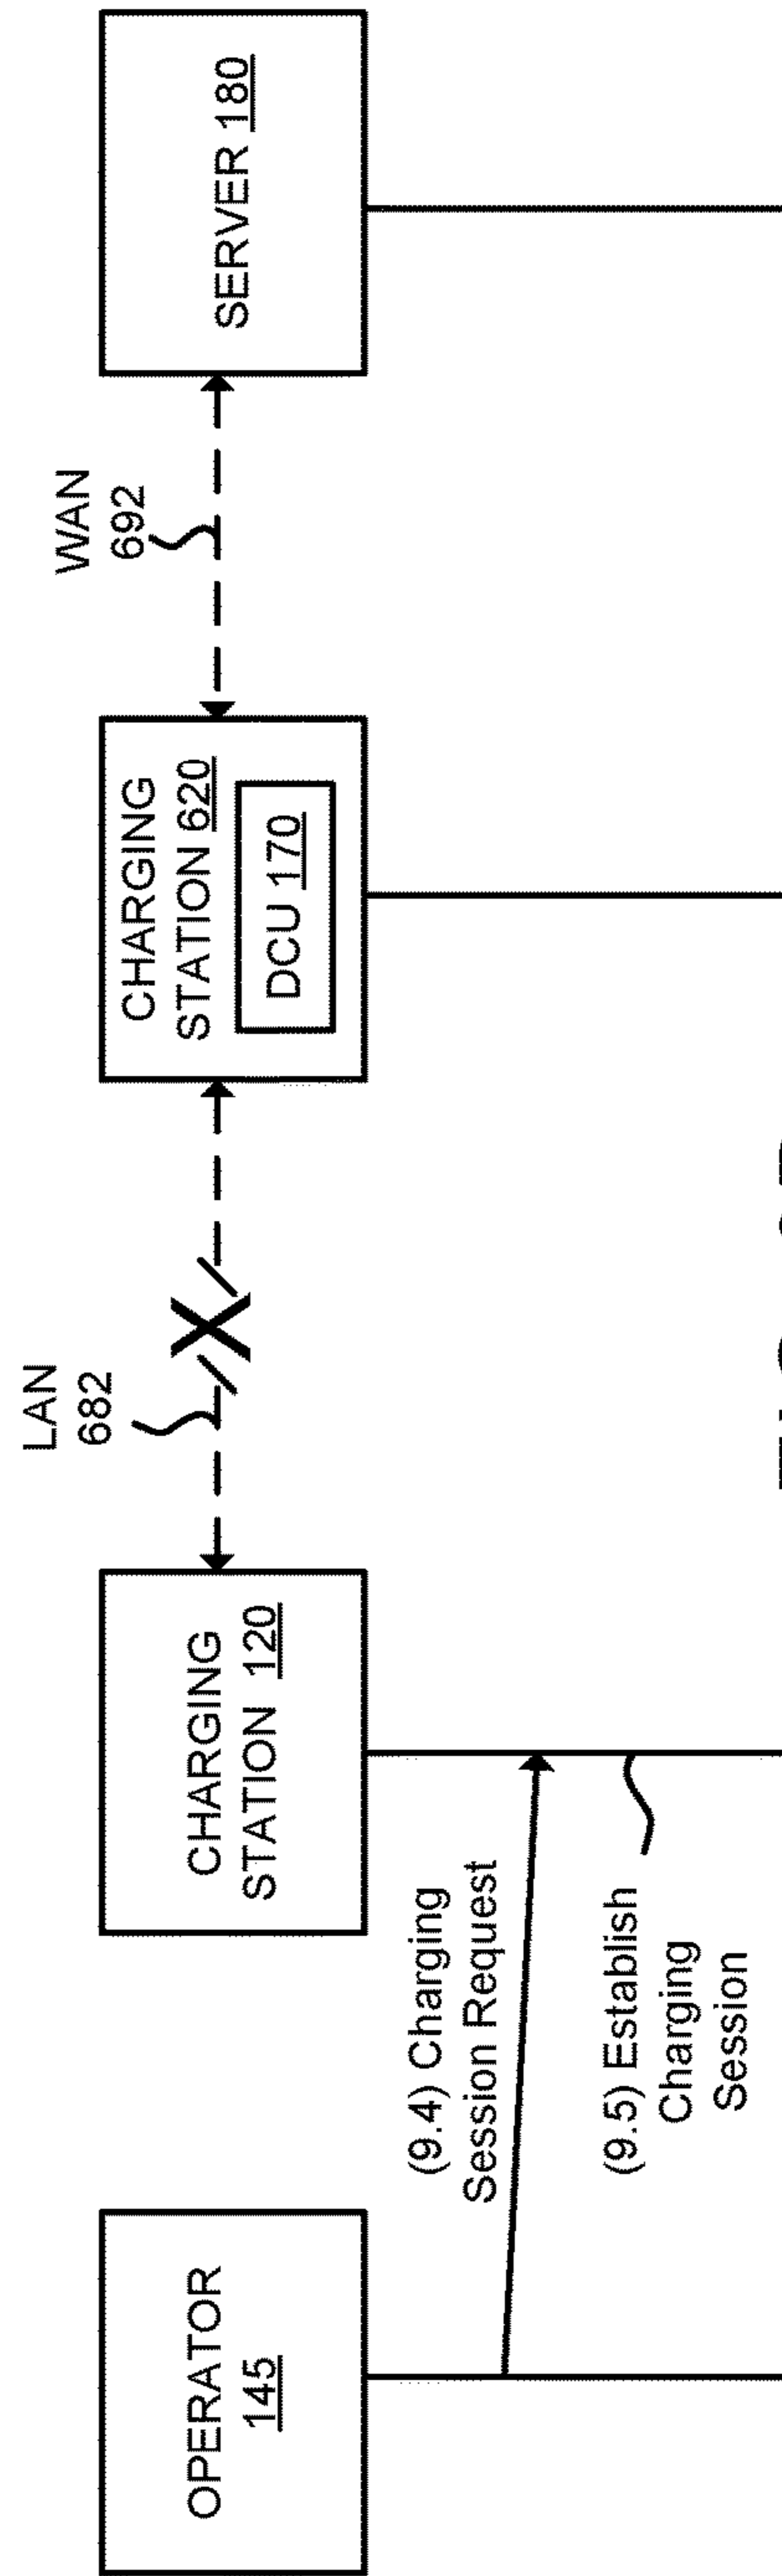 OPERATOR
145
CHARGING
STATION 120
LAN
682
CHARGING
STATION 620
DCU 170
WAN
692
SERVER 180
(9.4) Charging
Session Request
(9.5) Establish
Charging
Session